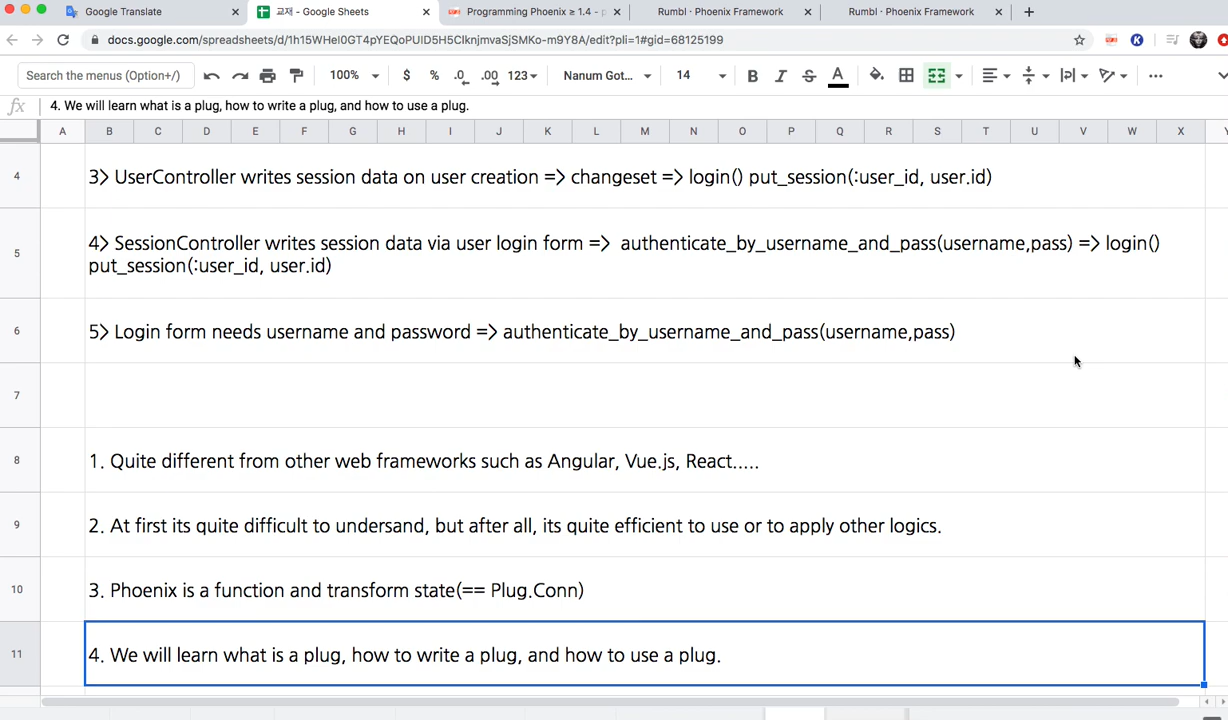 Google Translate
교재 - Google Sheets
Programming Phoenix ≥ 1.4 - p
Rumbl · Phoenix Framework
Rumbl · Phoenix Framework
docs.google.com/spreadsheets/d/1h15WHel0GT4pYEQoPUlD5H5CIknjmvaSjSMKo-m9Y8A/edit?pli=1#gid=68125199
Search the menus (Option+/)
100%
$ % .0 .00 123
Nanum Got...
14
B I S A
fx 4. We will learn what is a plug, how to write a plug, and how to use a plug.
A B C D E F G H I J K L M N O P Q R S T U V W X Y
4 3> UserController writes session data on user creation => changeset => login() put_session(:user_id, user.id)
5 4> SessionController writes session data via user login form => authenticate_by_username_and_pass(username,pass) => login()
put_session(:user_id, user.id)
6 5> Login form needs username and password => authenticate_by_username_and_pass(username,pass)
7
8 1. Quite different from other web frameworks such as Angular, Vue.js, React.....
9 2. At first its quite difficult to undersand, but after all, its quite efficient to use or to apply other logics.
10 3. Phoenix is a function and transform state(== Plug.Conn)
11 4. We will learn what is a plug, how to write a plug, and how to use a plug.